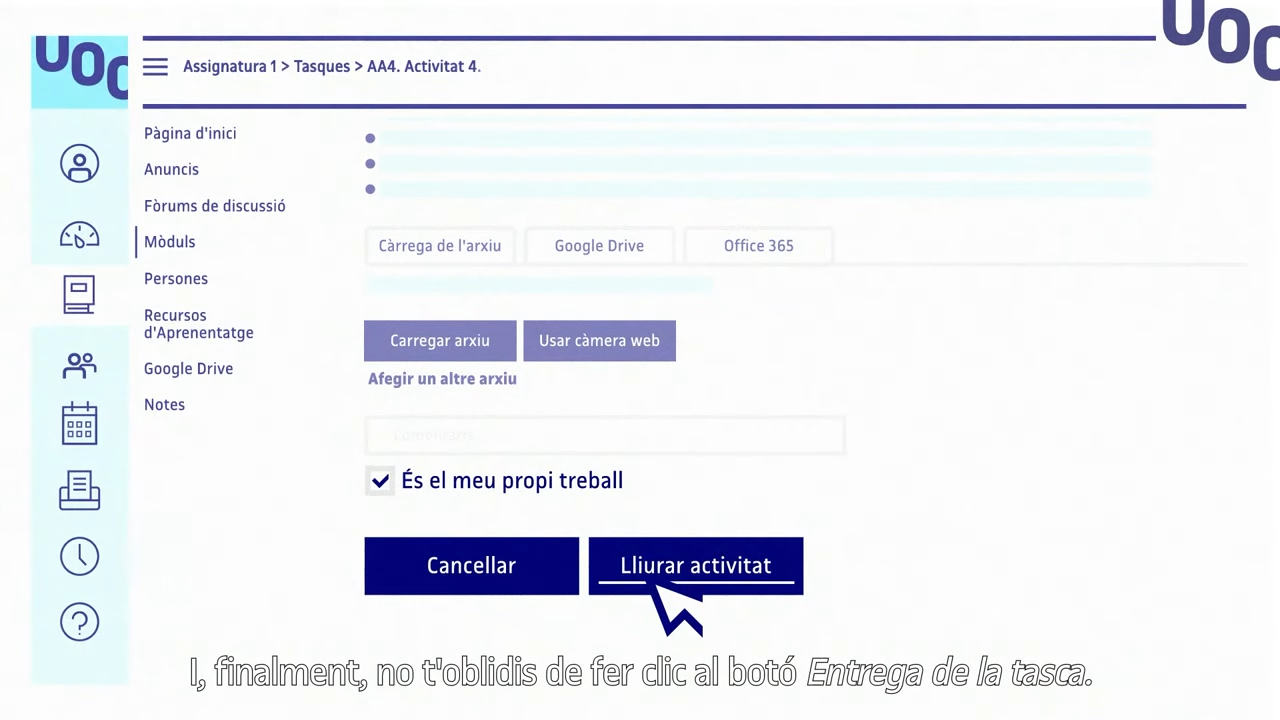 UOC
UOC
Assignatura 1 > Tasques > AA4. Activitat 4.
Pàgina d'inici
Anuncis
Fòrums de discussió
Mòduls
Persones
Recursos
d'Aprenentatge
Google Drive
Notes
Càrrega de l'arxiu
Google Drive
Office 365
Carregar arxiu
Usar càmera web
Afegir un altre arxiu
És el meu propi treball
Cancellar
Lliurar activitat
I, finalment, no t'oblidis de fer clic al botó Entrega de la tasca.